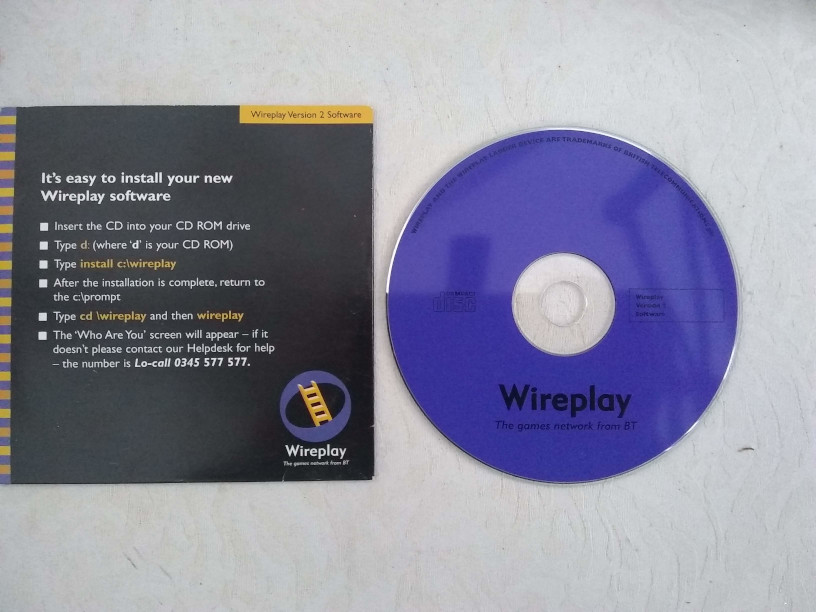 Wireplay Version 2 Software
It's easy to install your new
Wireplay software
Insert the CD into your CD ROM drive
Type d: (where 'd' is your CD ROM)
Type install c:\wireplay
After the installation is complete, return to
the c:\prompt
Type cd \wireplay and then wireplay
The 'Who Are You' screen will appear – if it
doesn't please contact our Helpdesk for help
– the number is Lo-call 0345 577 577.
Wireplay
The games network from BT
WIREPLAY AND THE WIREPLAY LADDER DEVICE ARE TRADEMARKS OF BRITISH TELECOMMUNICATIONS
disc
Wireplay
Version
Software
Wireplay
The games network from BT